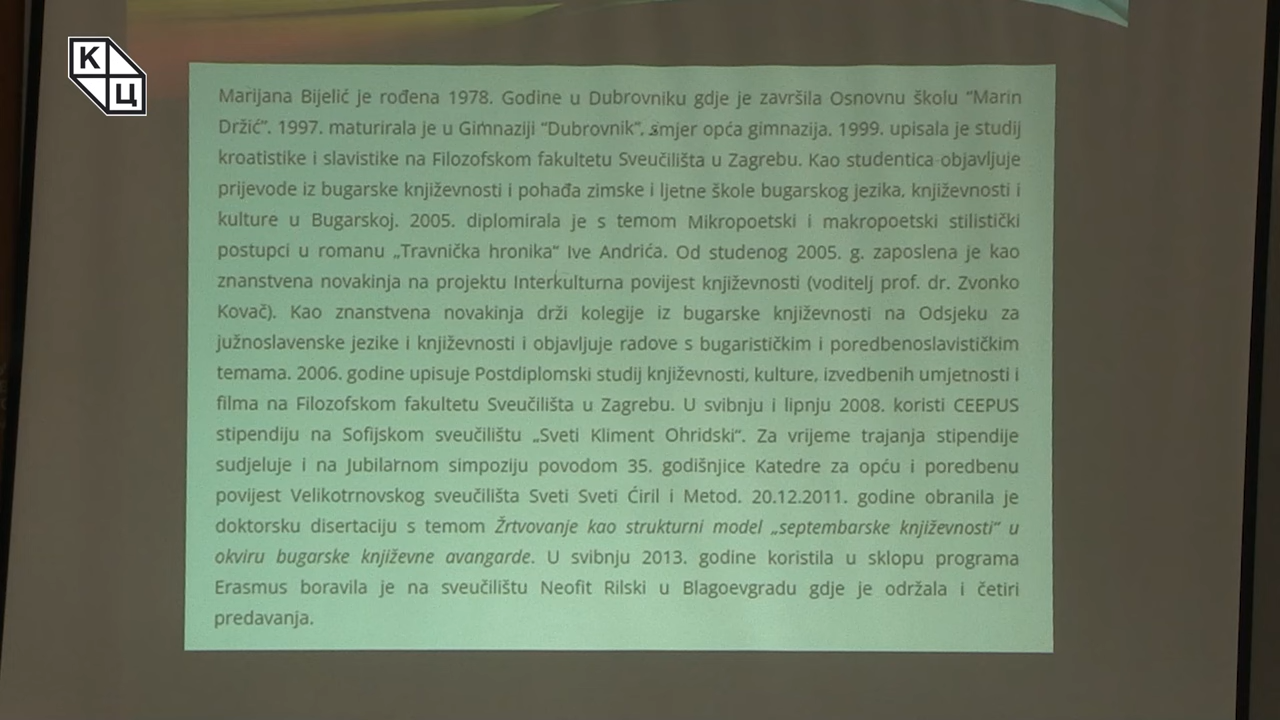 К
Ц
Marijana Bijelić je rođena 1978. Godine u Dubrovniku gdje je završila Osnovnu školu “Marin
Držić“. 1997. maturirala je u Gimnaziji “Dubrovnik“, smjer opća gimnazija. 1999. upisala je studij
kroatistike i slavistike na Filozofskom fakultetu Sveučilišta u Zagrebu. Kao studentica objavljuje
prijevode iz bugarske književnosti i pohađa zimske i ljetne škole bugarskog jezika, književnosti i
kulture u Bugarskoj. 2005. diplomirala je s temom Mikropoetski i makropoetski stilistički
postupci u romanu „Travnička hronika“ Ive Andrića. Od studenog 2005. g. zaposlena je kao
znanstvena novakinja na projektu Interkulturna povijest književnosti (voditelj prof. dr. Zvonko
Kovač). Kao znanstvena novakinja drži kolegije iz bugarske književnosti na Odsjeku za
južnoslavenske jezike i književnosti i objavljuje radove s bugarističkim i poredbenoslavističkim
temama. 2006. godine upisuje Postdiplomski studij književnosti, kulture, izvedbenih umjetnosti i
filma na Filozofskom fakultetu Sveučilišta u Zagrebu. U svibnju i lipnju 2008. koristi CEEPUS
stipendiju na Sofijskom sveučilištu „Sveti Kliment Ohridski“. Za vrijeme trajanja stipendije
sudjeluje i na Jubilarnom simpoziju povodom 35. godišnjice Katedre za opću i poredbenu
povijest Velikotrnovskog sveučilišta Sveti Sveti Ćiril i Metod. 20.12.2011. godine obranila je
doktorsku disertaciju s temom Žrtvovanje kao strukturni model „septembarske književnosti“ u
okviru bugarske književne avangarde. U svibnju 2013. godine koristila u sklopu programa
Erasmus boravila je na sveučilištu Neofit Rilski u Blagoevgradu gdje je održala i četiri
predavanja.